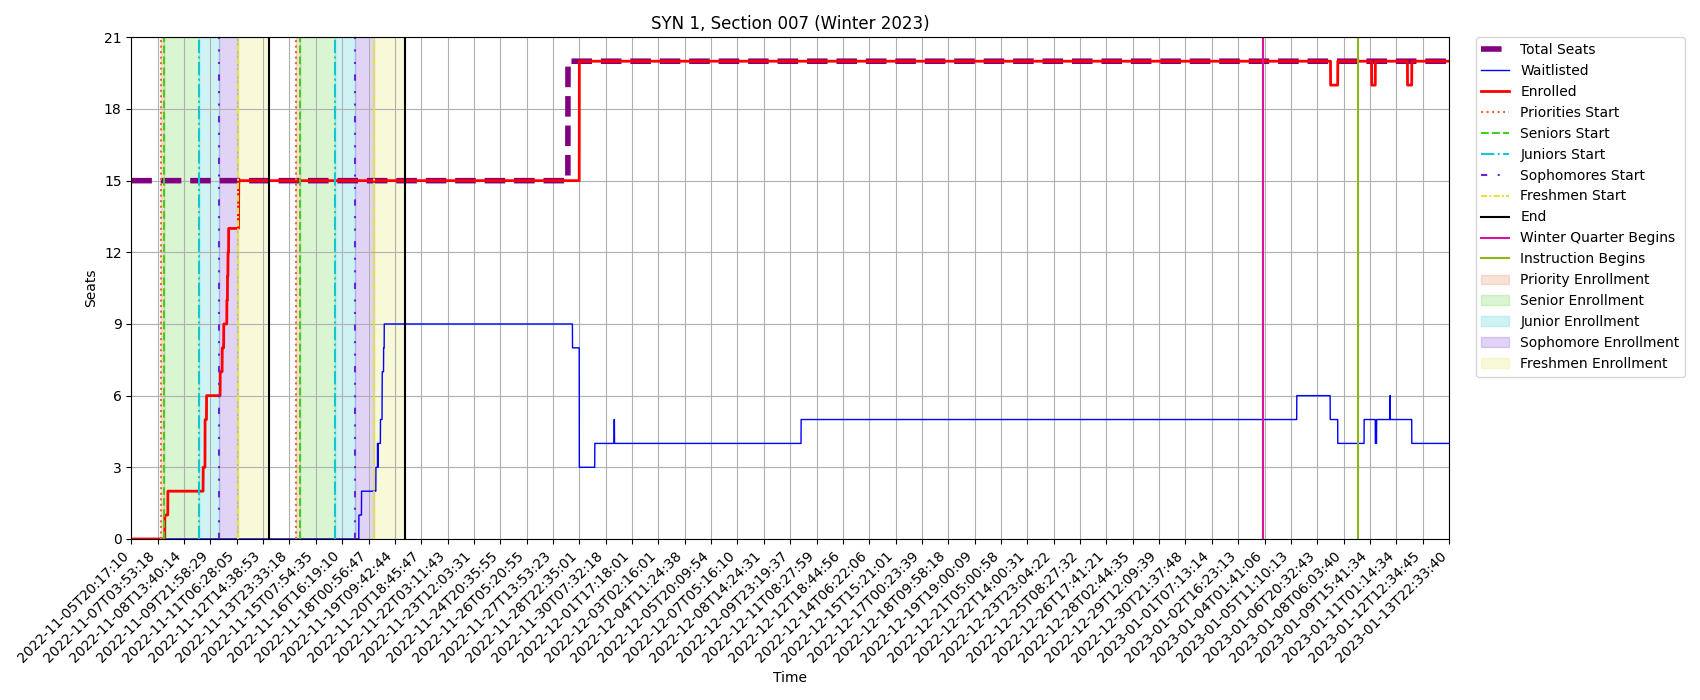 SYN 1, Section 007 (Winter 2023)
21
18
15
12
9
6
3
0
Seats
2022-11-05T20:17:10
2022-11-07T03:53:18
2022-11-08T13:40:14
2022-11-09T21:58:29
2022-11-11T06:28:05
2022-11-12T14:38:53
2022-11-13T23:33:18
2022-11-15T07:54:35
2022-11-16T16:19:10
2022-11-18T00:56:47
2022-11-19T09:42:44
2022-11-20T18:45:47
2022-11-22T03:11:43
2022-11-23T12:03:31
2022-11-24T20:35:55
2022-11-26T05:20:55
2022-11-27T13:53:23
2022-11-28T22:35:01
2022-11-30T07:32:18
2022-12-01T17:18:01
2022-12-03T02:16:01
2022-12-04T11:24:38
2022-12-05T20:09:54
2022-12-07T05:16:10
2022-12-08T14:24:31
2022-12-09T23:19:37
2022-12-11T08:27:59
2022-12-12T18:44:56
2022-12-14T06:22:06
2022-12-15T15:21:01
2022-12-17T00:23:39
2022-12-18T09:58:18
2022-12-19T19:00:09
2022-12-21T05:00:58
2022-12-22T14:00:31
2022-12-23T23:04:22
2022-12-25T08:27:32
2022-12-26T17:41:21
2022-12-28T02:44:35
2022-12-29T12:09:39
2022-12-30T21:37:48
2023-01-01T07:13:14
2023-01-02T16:23:13
2023-01-04T01:41:06
2023-01-05T11:10:13
2023-01-06T20:32:43
2023-01-08T06:03:40
2023-01-09T15:41:34
2023-01-11T01:14:34
2023-01-12T12:34:45
2023-01-13T22:33:40
Time
Total Seats
Waitlisted
Enrolled
Priorities Start
Seniors Start
Juniors Start
Sophomores Start
Freshmen Start
End
Winter Quarter Begins
Instruction Begins
Priority Enrollment
Senior Enrollment
Junior Enrollment
Sophomore Enrollment
Freshmen Enrollment